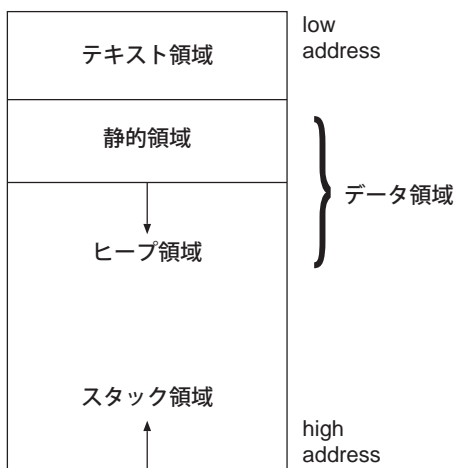 テキスト領域
low
address
静的領域
データ領域
ヒープ領域
スタック領域
high
address